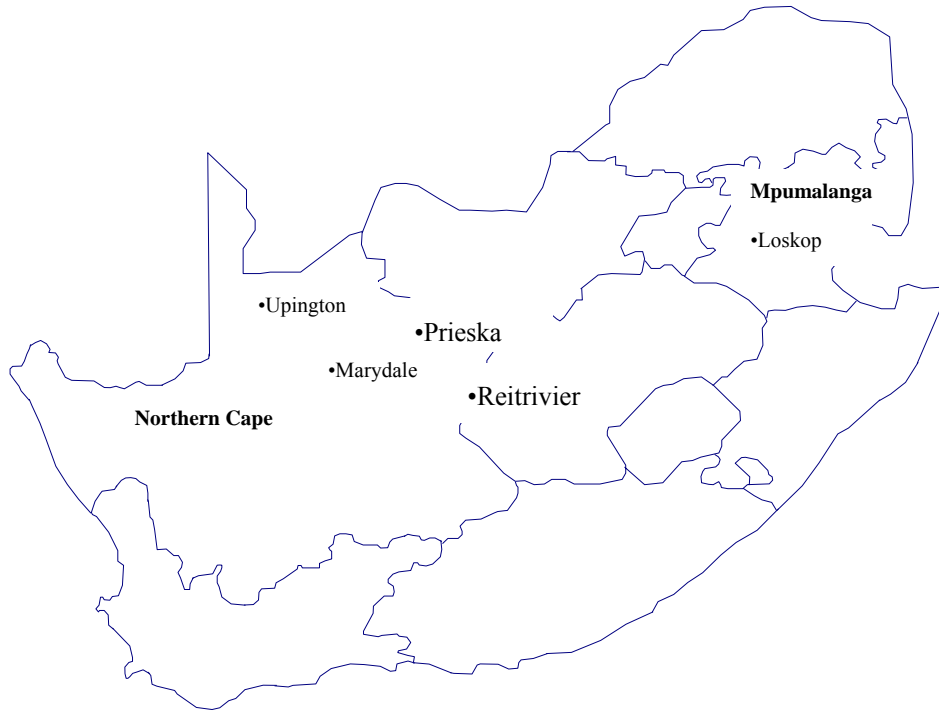 Mpumalanga
•Loskop
•Upington
•Prieska
•Marydale
•Reitrivier
Northern Cape